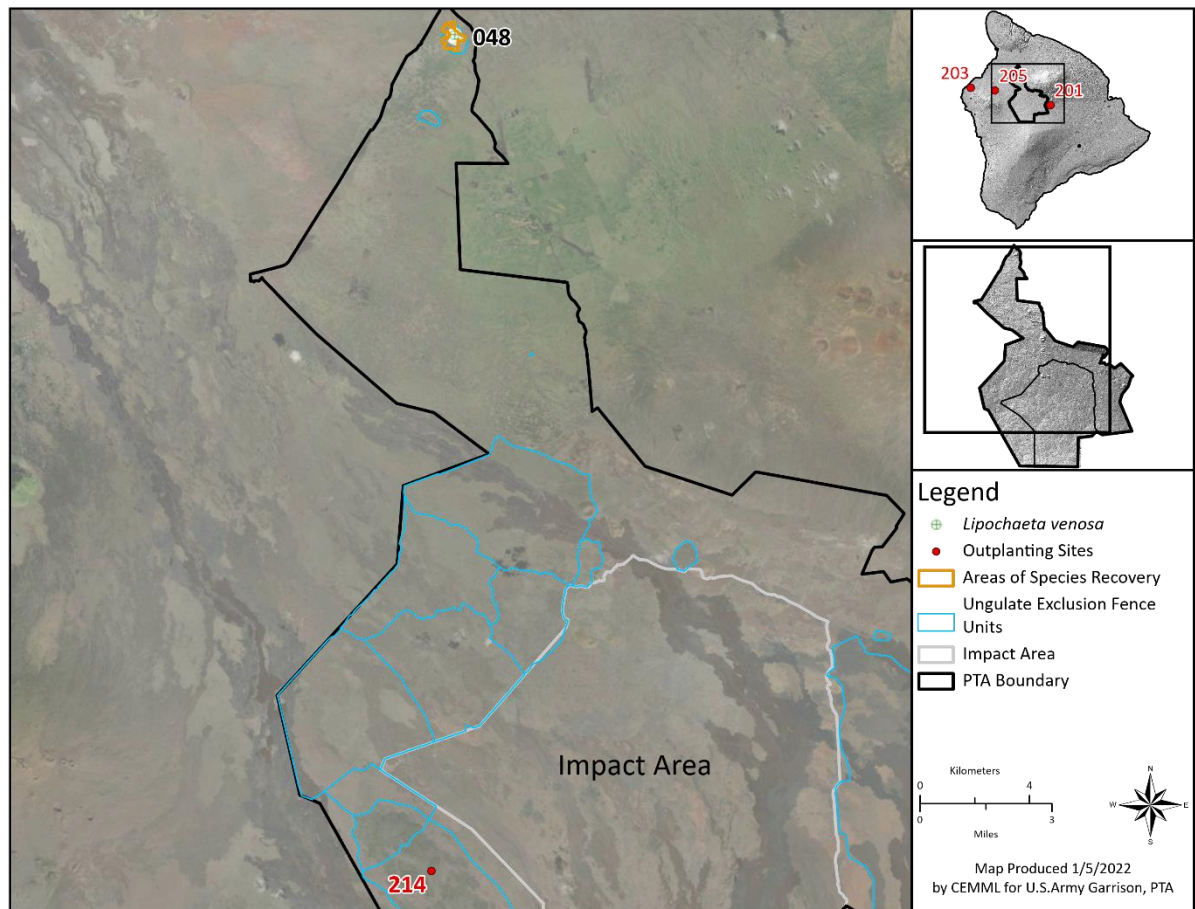 048
203
205
201
Legend
Lipochaeta venosa
Outplanting Sites
Areas of Species Recovery
Ungulate Exclusion Fence
Units
Impact Area
PTA Boundary
Impact Area
214
Kilometers
0 4
0 3
Miles
N
W E
S
Map Produced 1/5/2022
by CEMML for U.S.Army Garrison, PTA